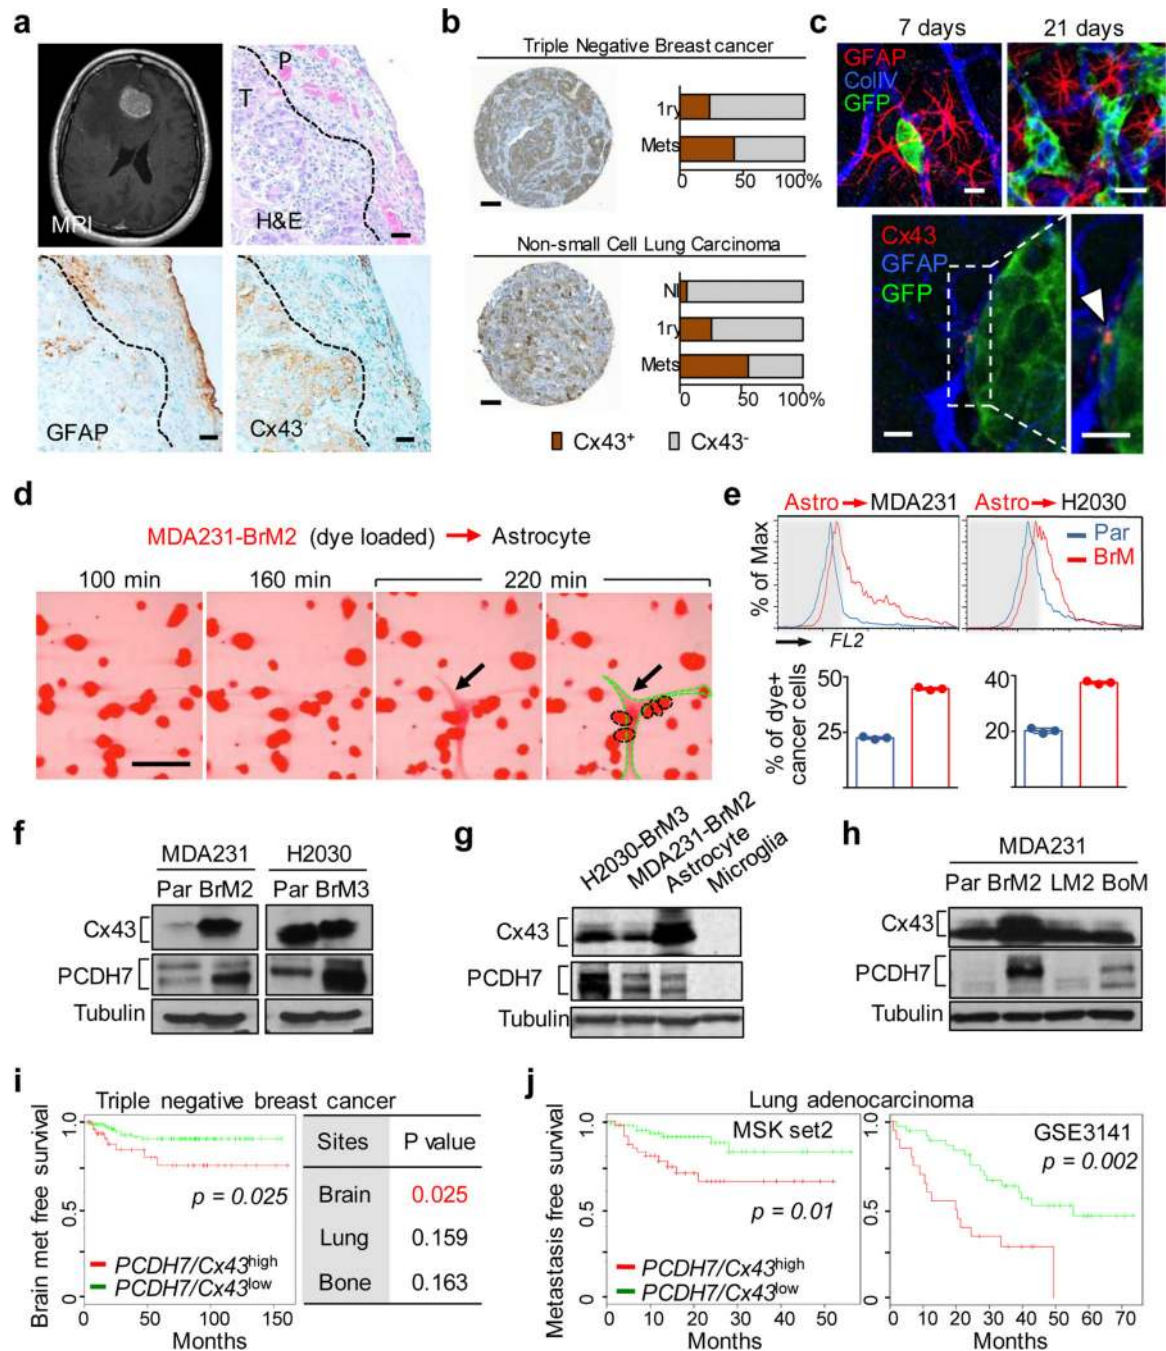 a
MRI
P
T
H&E
GFAP
Cx43
b
Triple Negative Breast cancer
1ry
Mets
0 50 100%
Non-small Cell Lung Carcinoma
Nl
1ry
Mets
0 50 100%
Cx43+ Cx43-
c
7 days 21 days
GFAP
ColIV
GFP
Cx43
GFAP
GFP
d
MDA231-BrM2 (dye loaded) → Astrocyte
100 min 160 min 220 min
e
Astro → MDA231 Astro → H2030
Par
BrM
% of Max
FL2
% of dye+
cancer cells
50
25
40
20
f
MDA231 H2030
Par BrM2 Par BrM3
Cx43
PCDH7
Tubulin
g
H2030-BrM3
MDA231-BrM2
Astrocyte
Microglia
Cx43
PCDH7
Tubulin
h
MDA231
Par BrM2 LM2 BoM
Cx43
PCDH7
Tubulin
i
Triple negative breast cancer
Brain met free survival
1.0
0.5
0
p = 0.025
PCDH7/Cx43high
PCDH7/Cx43low
0 50 100 150
Months
Sites P value
Brain 0.025
Lung 0.159
Bone 0.163
j
Lung adenocarcinoma
Metastasis free survival
1.0
0.5
0
MSK set2
p = 0.01
PCDH7/Cx43high
PCDH7/Cx43low
0 10 20 30 40 50 60
Months
1.0
0.5
0
GSE3141
p = 0.002
0 10 20 30 40 50 60 70
Months